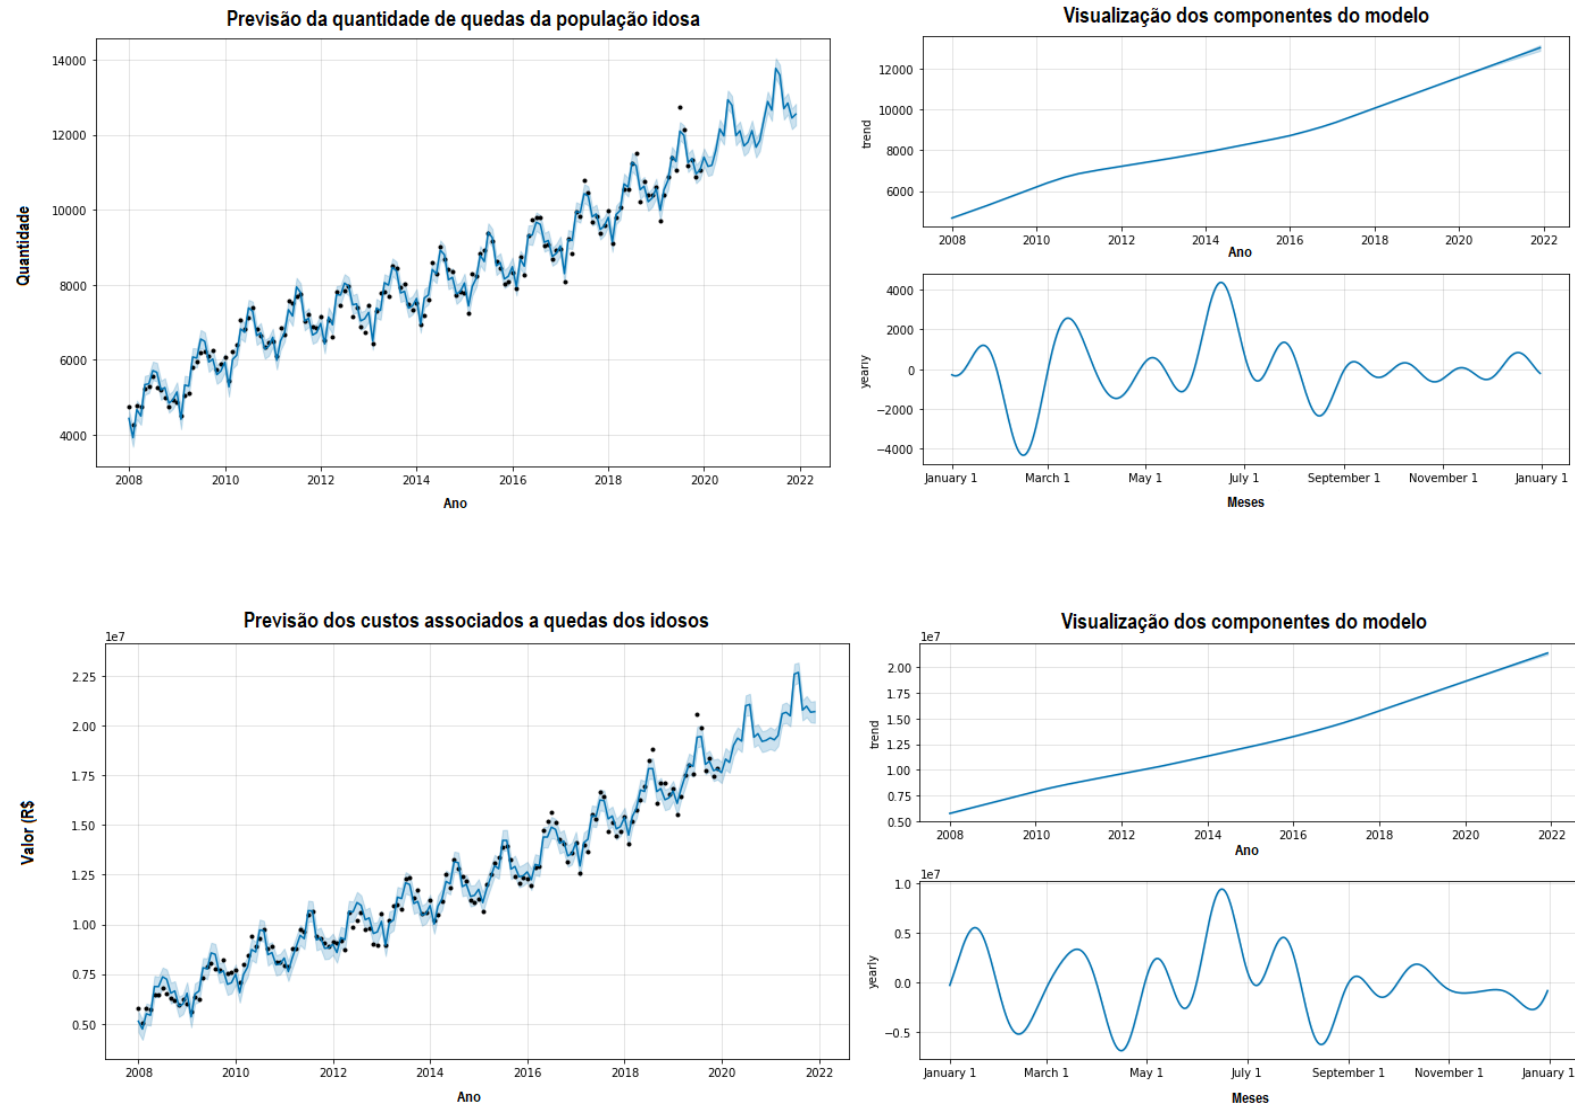 Previsão da quantidade de quedas da população idosa
14000
12000
10000
8000
6000
4000
Quantidade
2008 2010 2012 2014 2016 2018 2020 2022
Ano
Visualização dos componentes do modelo
12000
10000
8000
6000
trend
2008 2010 2012 2014 2016 2018 2020 2022
Ano
4000
2000
0
−2000
−4000
yearly
January 1 March 1 May 1 July 1 September 1 November 1 January 1
Meses
Previsão dos custos associados a quedas dos idosos
1e7
2.25
2.00
1.75
1.50
1.25
1.00
0.75
0.50
Valor (R$
2008 2010 2012 2014 2016 2018 2020 2022
Ano
Visualização dos componentes do modelo
1e7
2.00
1.75
1.50
1.25
1.00
0.75
0.50
trend
2008 2010 2012 2014 2016 2018 2020 2022
Ano
1e7
1.0
0.5
0.0
−0.5
yearly
January 1 March 1 May 1 July 1 September 1 November 1 January 1
Meses